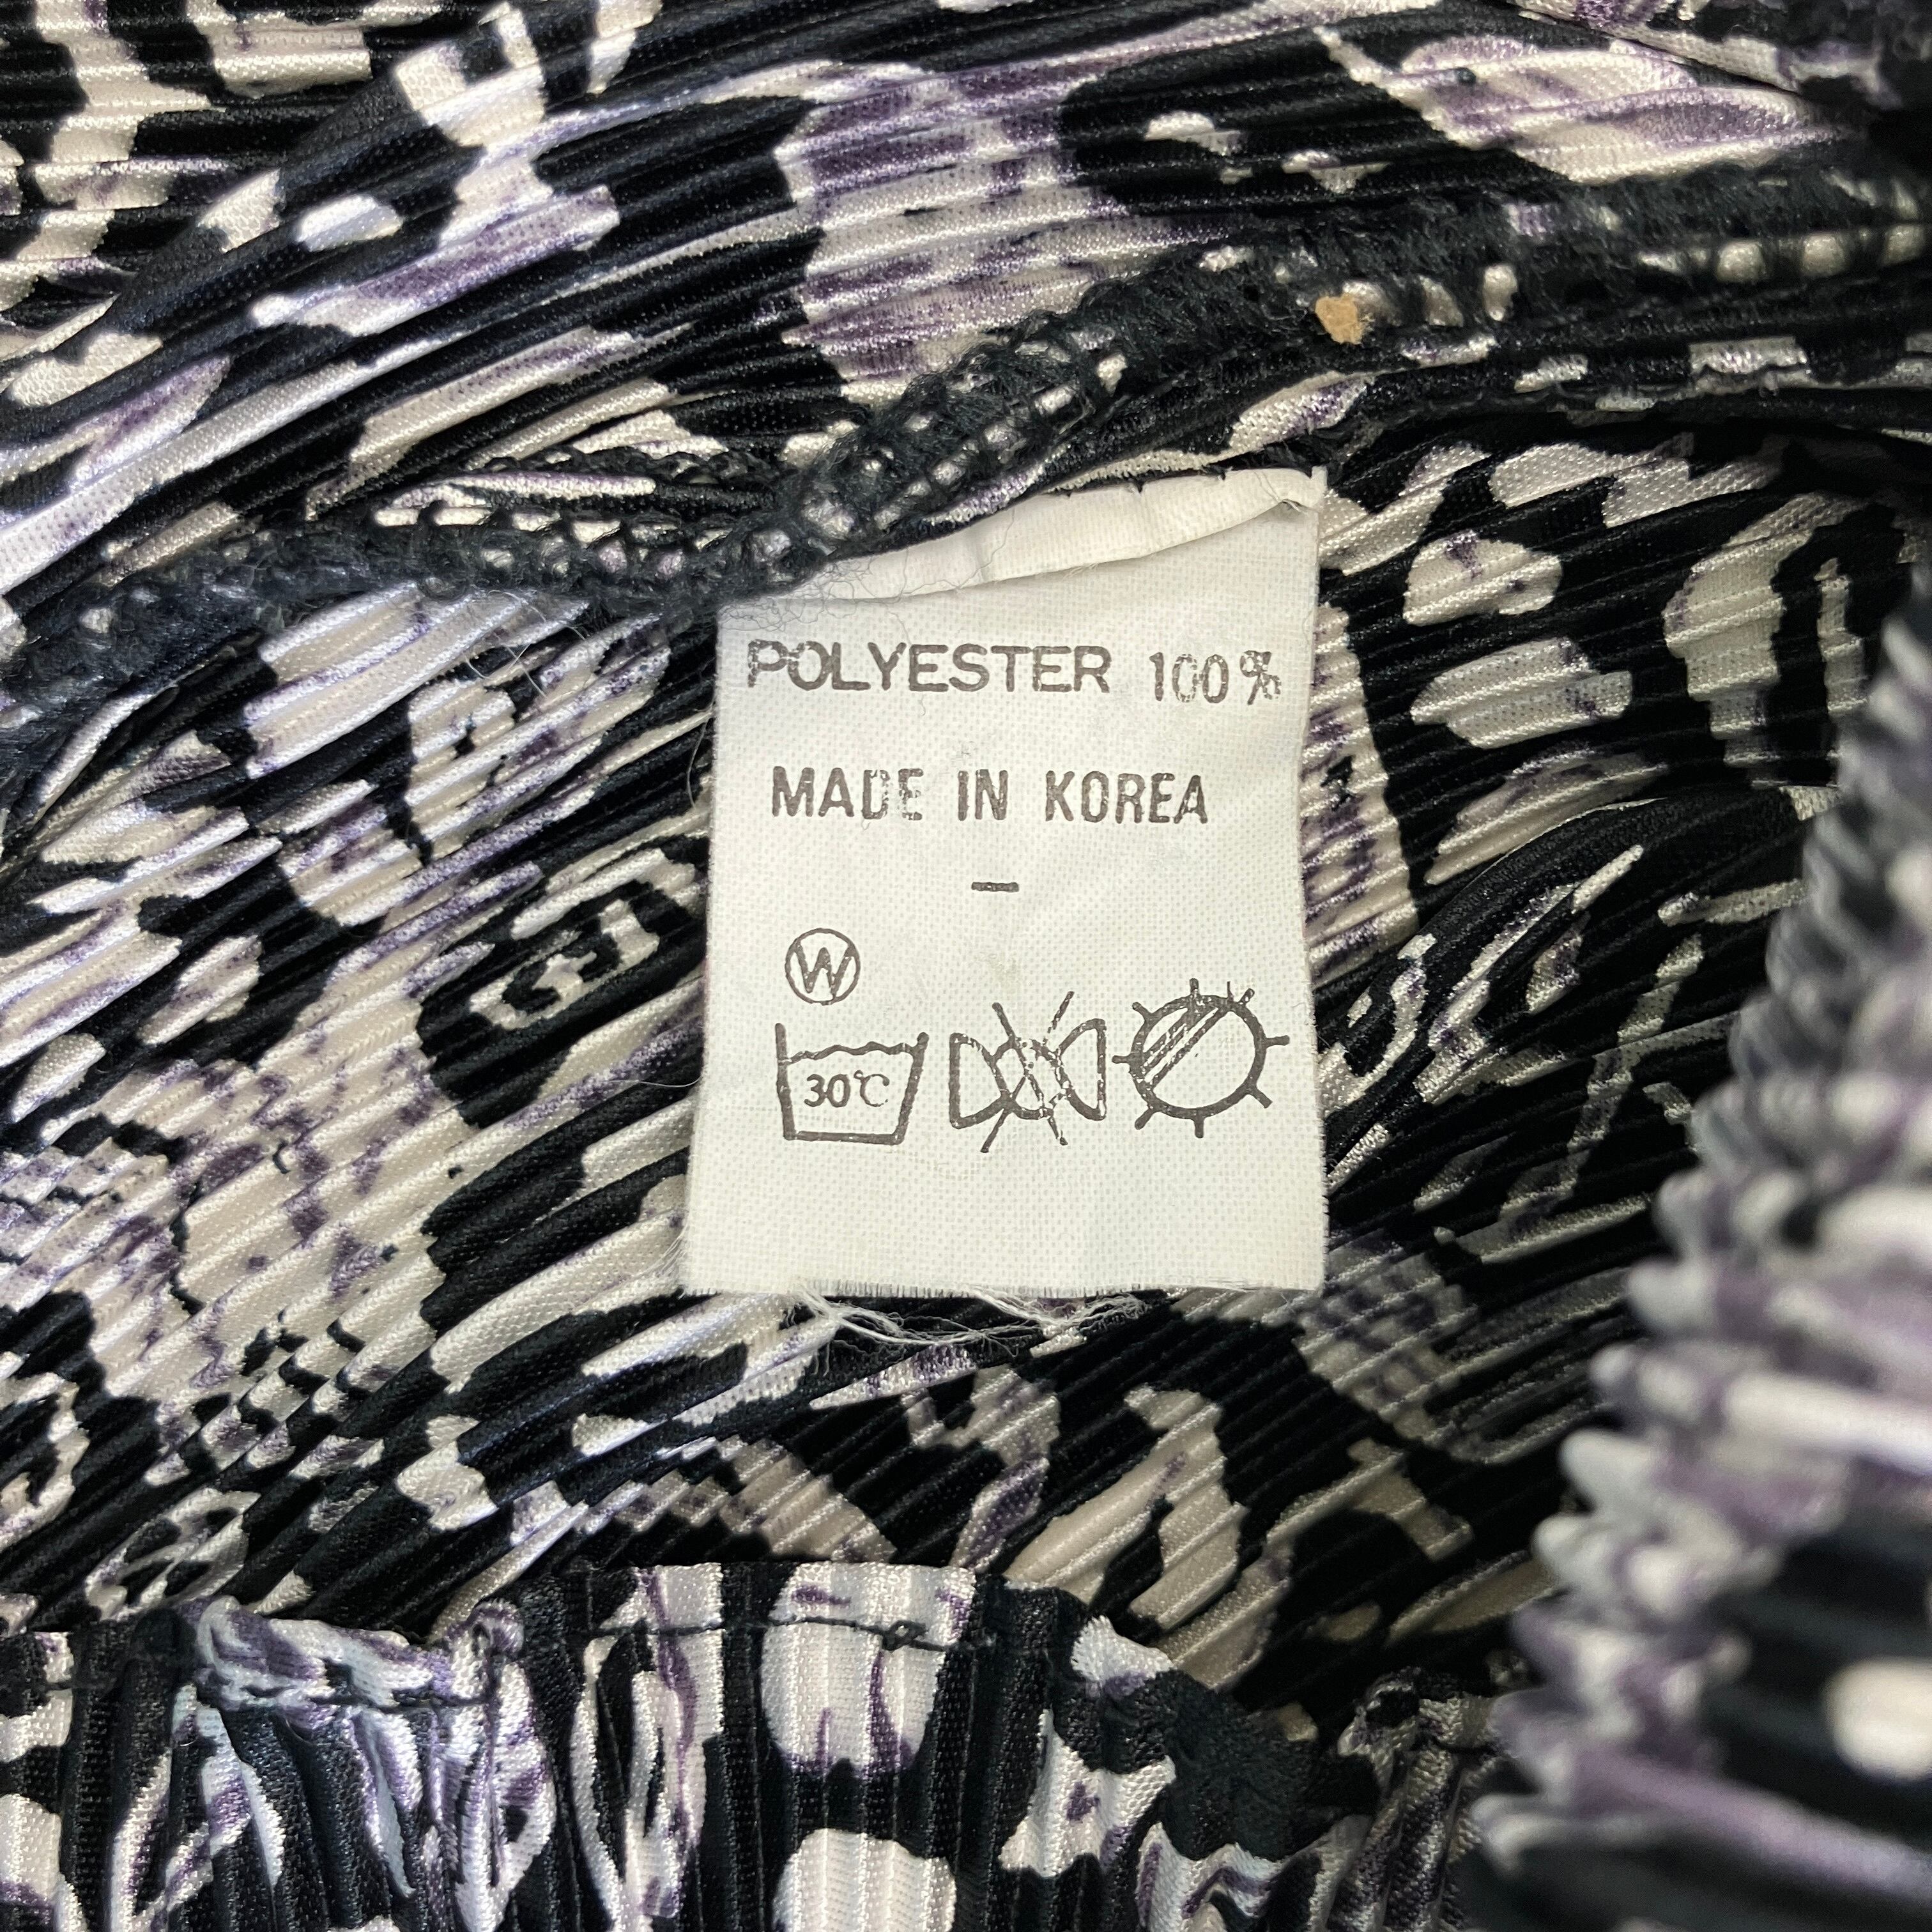 POLYESTER 100%
MADE IN KOREA
–
W
30℃